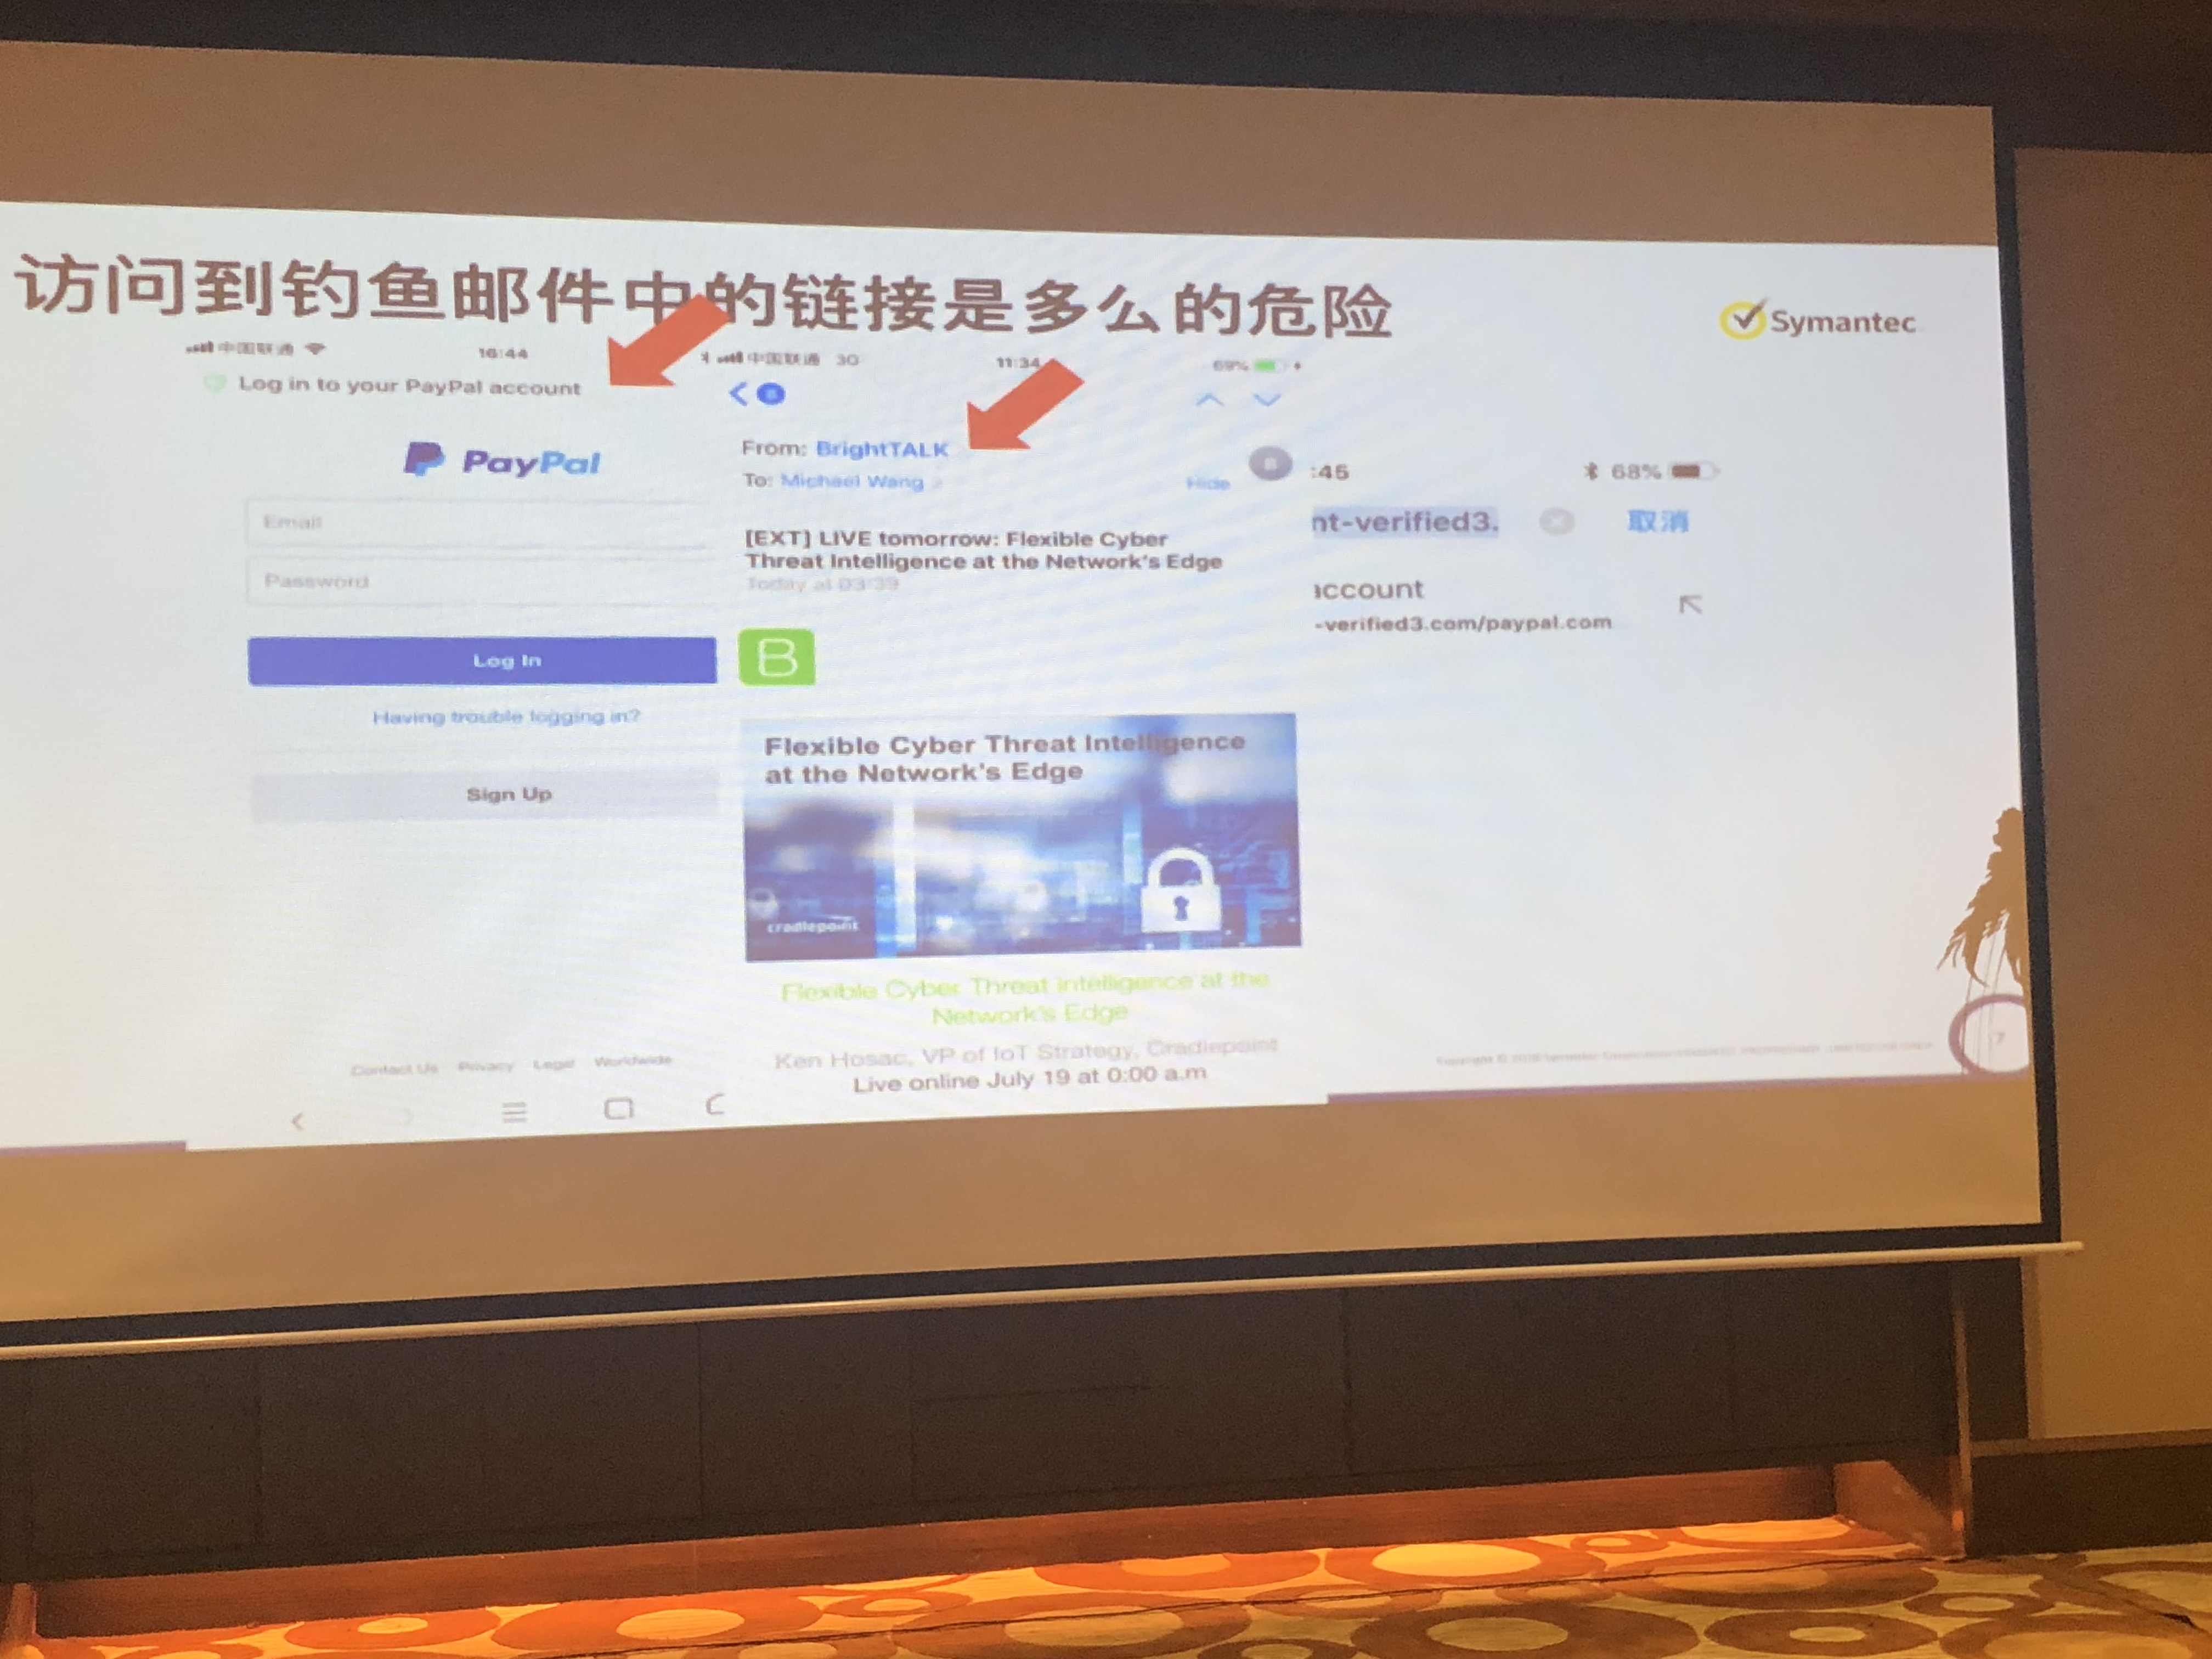 访问到钓鱼邮件中的链接是多么的危险
Symantec
中国联通
16:44
Log in to your PayPal account
PayPal
Email
Password
Log In
Having trouble logging in?
Sign Up
Contact Us Privacy Legal Worldwide
中国联通 3G
11:34
69%
From: BrightTALK
To: Michael Wang
Hide
[EXT] LIVE tomorrow: Flexible Cyber
Threat Intelligence at the Network's Edge
Today at 03:39
B
Flexible Cyber Threat Intelligence
at the Network's Edge
cradlepoint
Flexible Cyber Threat Intelligence at the
Network's Edge
Ken Hosac, VP of IoT Strategy, Cradlepoint
Live online July 19 at 0:00 a.m
:45
68%
nt-verified3.
取消
account
-verified3.com/paypal.com
7